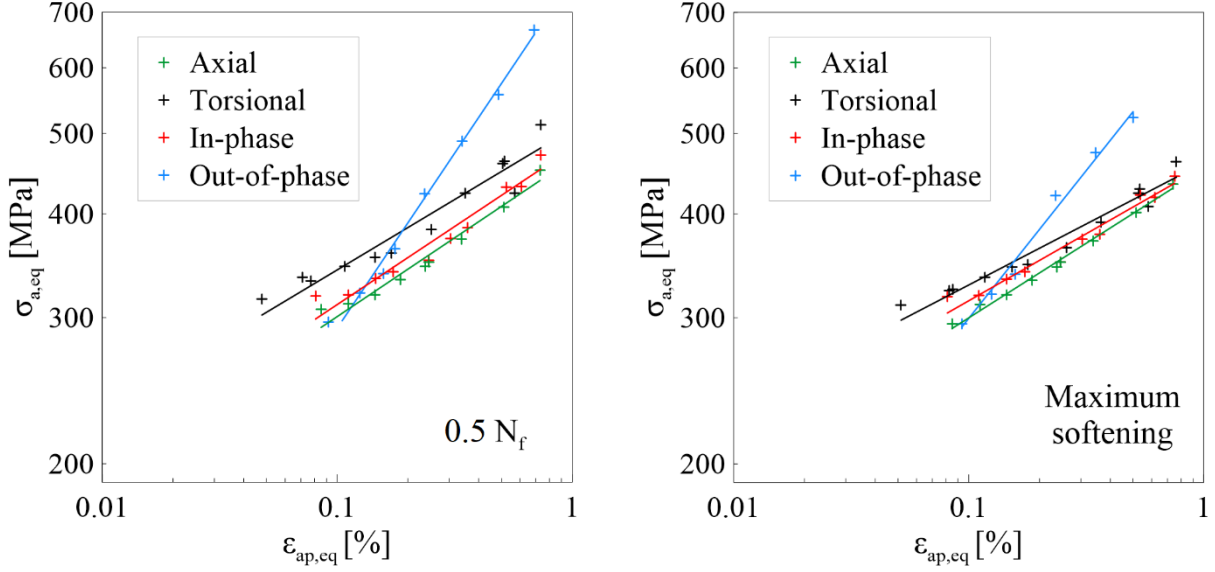 700
600
500
400
300
200
σa,eq [MPa]
Axial
Torsional
In-phase
Out-of-phase
0.5 Nf
0.01
0.1
1
εap,eq [%]
700
600
500
400
300
200
σa,eq [MPa]
Axial
Torsional
In-phase
Out-of-phase
Maximum
softening
0.01
0.1
1
εap,eq [%]